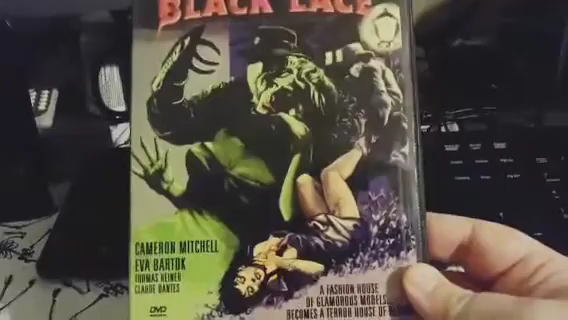 BLACK LACE
CAMERON MITCHELL
EVA BARTOK
THOMAS REINER
CLAUDE DANTES
DVD
A FASHION HOUSE
OF GLAMOROUS MODELS
BECOMES A TERROR HOUSE OF